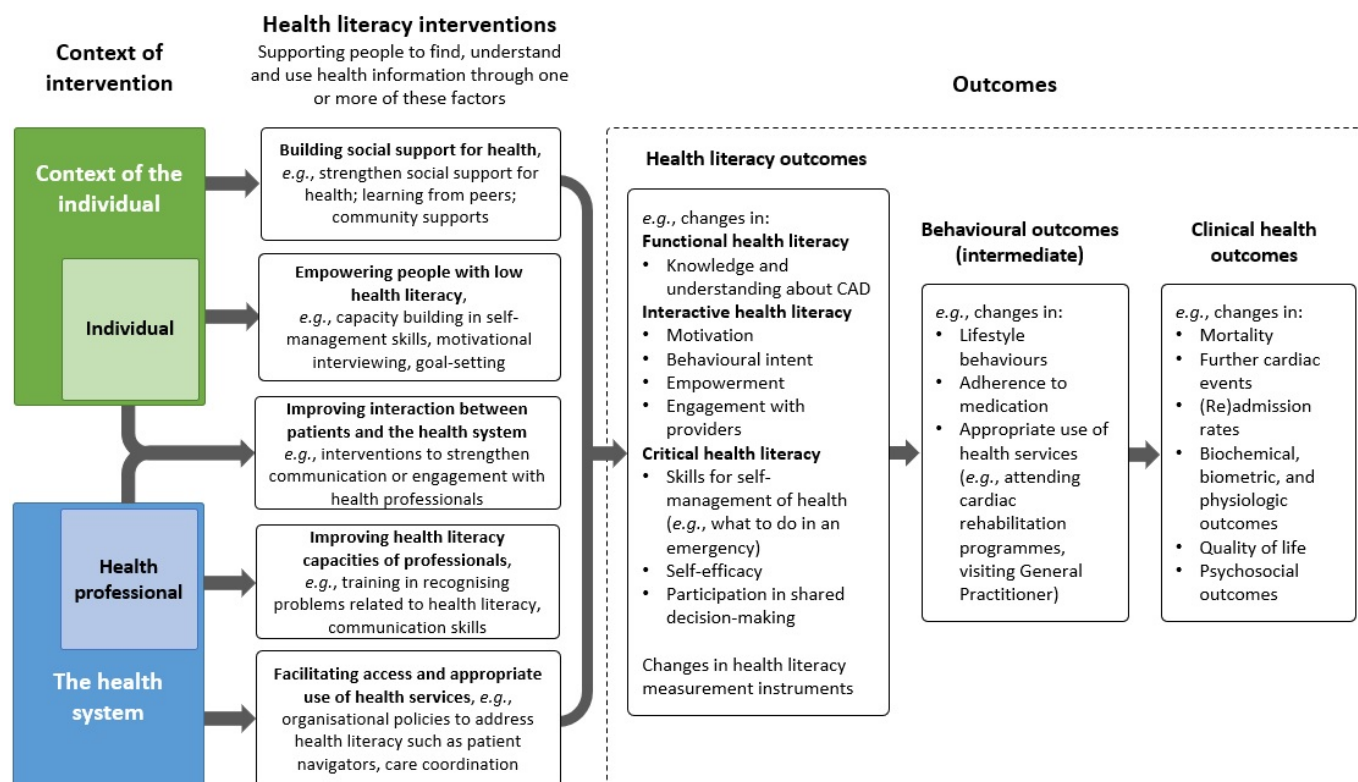 Context of
intervention
Health literacy interventions
Supporting people to find, understand
and use health information through one
or more of these factors
Outcomes
Context of the
individual
Individual
Health
professional
The health
system
Building social support for health,
e.g., strengthen social support for
health; learning from peers;
community supports
Empowering people with low
health literacy,
e.g., capacity building in self-
management skills, motivational
interviewing, goal-setting
Improving interaction between
patients and the health system
e.g., interventions to strengthen
communication or engagement with
health professionals
Improving health literacy
capacities of professionals,
e.g., training in recognising
problems related to health literacy,
communication skills
Facilitating access and appropriate
use of health services, e.g.,
organisational policies to address
health literacy such as patient
navigators, care coordination
Health literacy outcomes
e.g., changes in:
Functional health literacy
• Knowledge and
understanding about CAD
Interactive health literacy
• Motivation
• Behavioural intent
• Empowerment
• Engagement with
providers
Critical health literacy
• Skills for self-
management of health
(e.g., what to do in an
emergency)
• Self-efficacy
• Participation in shared
decision-making
Changes in health literacy
measurement instruments
Behavioural outcomes
(intermediate)
e.g., changes in:
• Lifestyle
behaviours
• Adherence to
medication
• Appropriate use of
health services
(e.g., attending
cardiac
rehabilitation
programmes,
visiting General
Practitioner)
Clinical health
outcomes
e.g., changes in:
• Mortality
• Further cardiac
events
• (Re)admission
rates
• Biochemical,
biometric, and
physiologic
outcomes
• Quality of life
• Psychosocial
outcomes